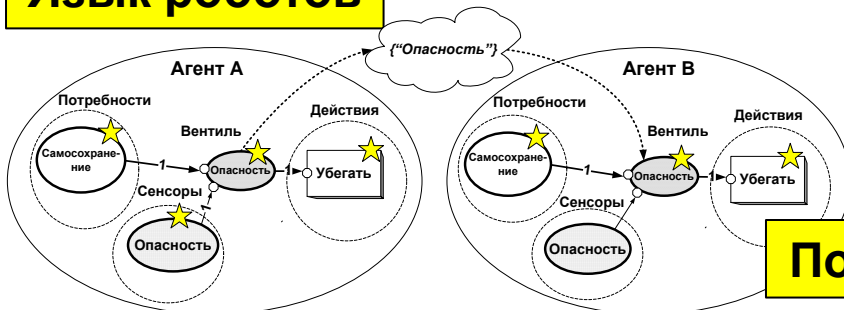 Язык роботов
{"Опасность"}
Агент А
Потребности
Вентиль
Действия
Самосохране-
ние
1
Опасность
1
Убегать
Сенсоры
1
Опасность
Агент В
Потребности
Вентиль
Действия
Самосохране-
ние
1
Опасность
1
Убегать
Сенсоры
Опасность